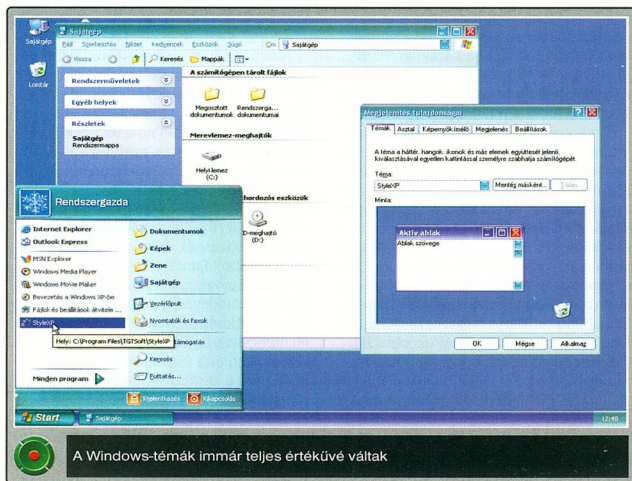 Sajátgép
Lomtár
Sajátgép
Fájl Szerkesztés Nézet Kedvencek Eszközök Súgó Cím Sajátgép
Vissza Keresés Mappák
Rendszerműveletek
Egyéb helyek
Részletek
Sajátgép
Rendszermappa
A számítógépen tárolt fájlok
Megosztott dokumentumok
Rendszerga... dokumentumai
Merevlemez-meghajtók
Helyi lemez (C:)
hordozós eszközök
D-meghajtó (D:)
Megjelenítés tulajdonságai
Témák Asztal Képernyőkímélő Megjelenés Beállítások
A téma a háttér, hangok, ikonok és más elemek együttesét jelenti,
kiválasztásával egyetlen kattintással személyre szabhatja számítógépét.
Téma:
StyleXP Mentés másként... Törlés
Minta:
Aktív ablak
Ablak szövege
OK Mégse Alkalmaz
Rendszergazda
Internet Explorer
Outlook Express
MSN Explorer
Windows Media Player
Windows Movie Maker
Bevezetés a Windows XP-be
Fájlok és beállítások átvitele ...
StyleXP
Hely: C:\Program Files\TGTSoft\StyleXP
Minden program
Dokumentumok
Képek
Zene
Sajátgép
Vezérlőpult
Nyomtatók és faxok
támogatás
Keresés
Futtatás...
Kijelentkezés Kikapcsolás
Start Sajátgép 12:48
A Windows-témák immár teljes értékűvé váltak